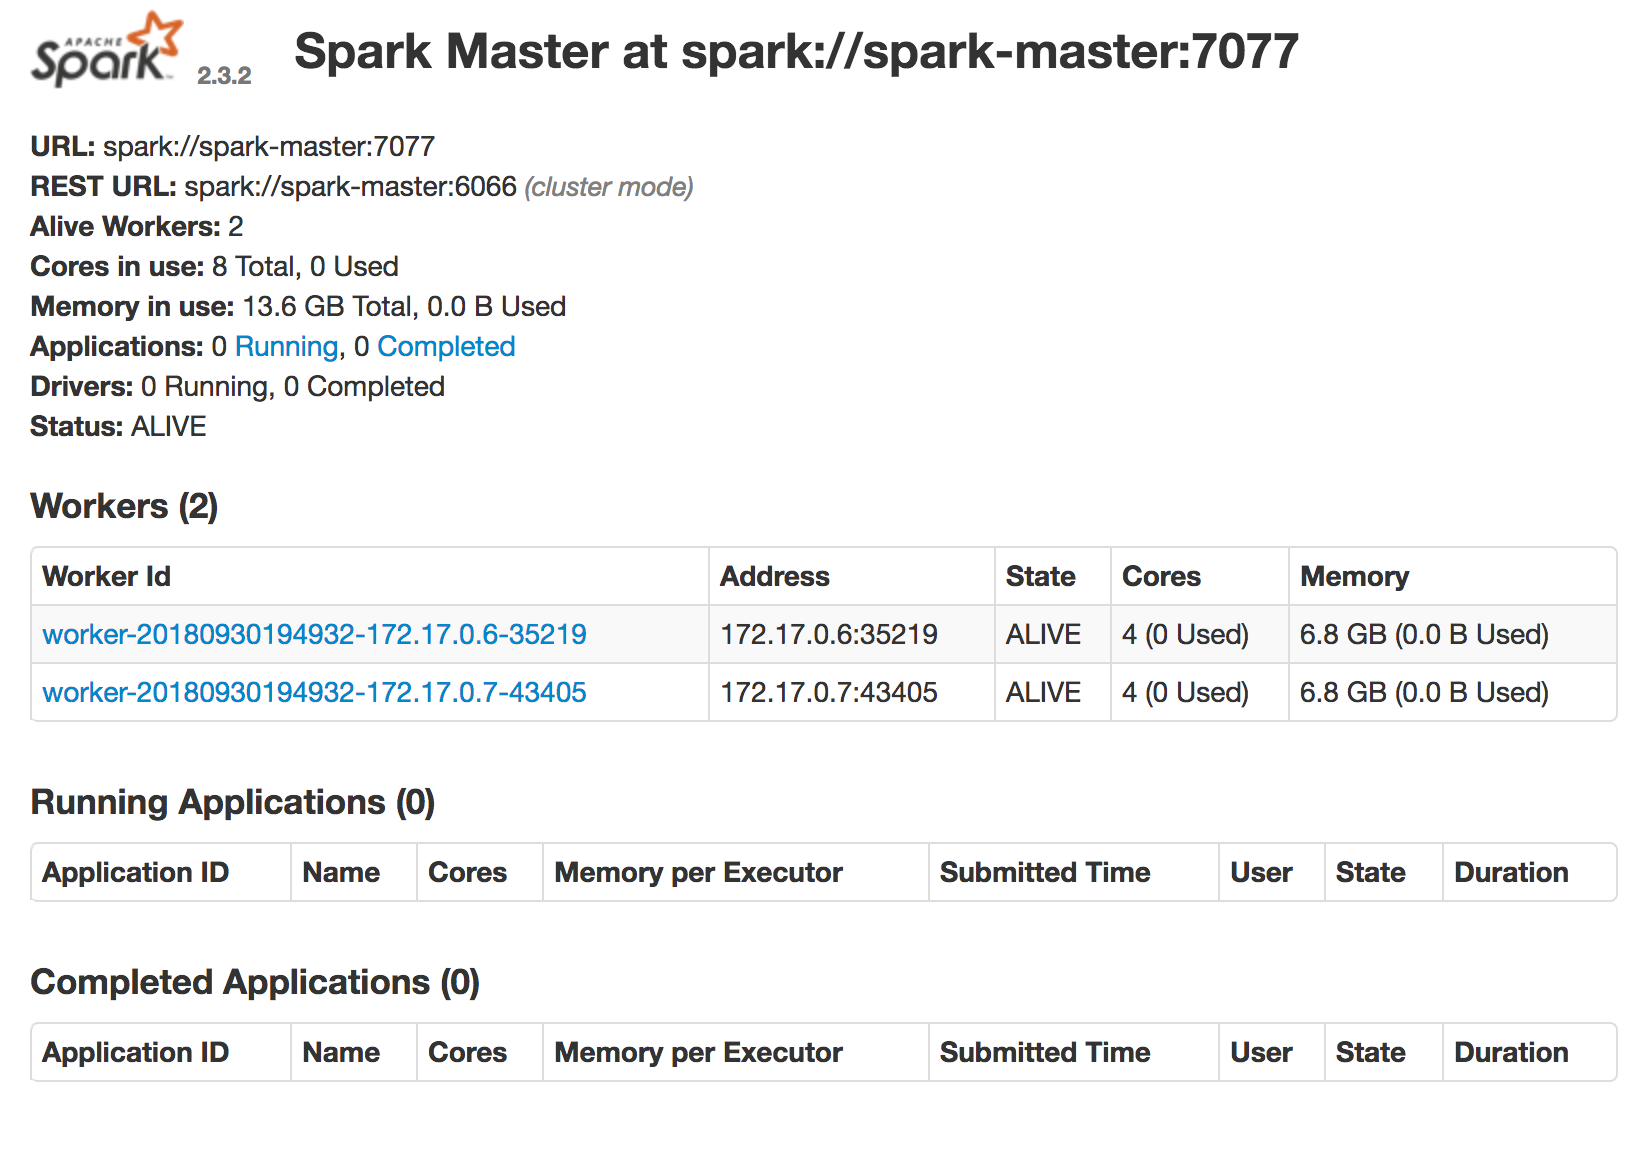 APACHE
Spark™ 2.3.2 Spark Master at spark://spark-master:7077
URL: spark://spark-master:7077
REST URL: spark://spark-master:6066 (cluster mode)
Alive Workers: 2
Cores in use: 8 Total, 0 Used
Memory in use: 13.6 GB Total, 0.0 B Used
Applications: 0 Running, 0 Completed
Drivers: 0 Running, 0 Completed
Status: ALIVE
Workers (2)
Worker Id Address State Cores Memory
worker-20180930194932-172.17.0.6-35219 172.17.0.6:35219 ALIVE 4 (0 Used) 6.8 GB (0.0 B Used)
worker-20180930194932-172.17.0.7-43405 172.17.0.7:43405 ALIVE 4 (0 Used) 6.8 GB (0.0 B Used)
Running Applications (0)
Application ID Name Cores Memory per Executor Submitted Time User State Duration
Completed Applications (0)
Application ID Name Cores Memory per Executor Submitted Time User State Duration